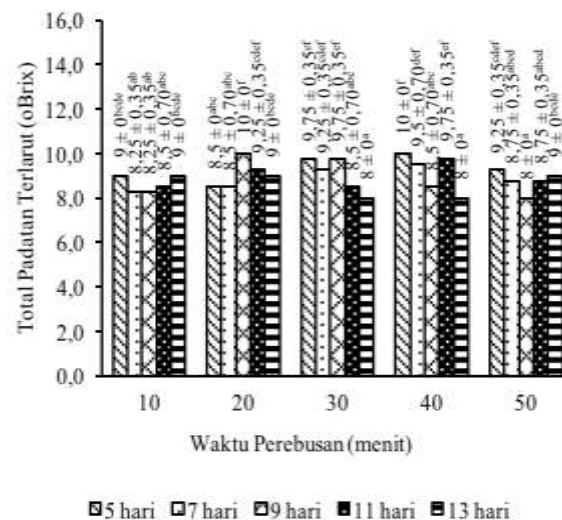 16,0
14,0
12,0
10,0
8,0
6,0
4,0
2,0
0,0
Total Padatan Terlarut (oBrix)
9 ± 0bcde
8,25 ± 0,35ab
8,25 ± 0,35ab
8,5 ± 0,70abc
9 ± 0bcde
8,5 ± 0abc
8,5 ± 0,70abc
10 ± 0f
9,25 ± 0,35cdef
9 ± 0bcde
9,75 ± 0,35ef
9,25 ± 0,35cdef
9,75 ± 0,35ef
8,5 ± 0,70abc
8 ± 0a
10 ± 0f
9,5 ± 0,70def
8,5 ± 0,70abc
9,75 ± 0,35ef
8 ± 0a
9,25 ± 0,35cdef
8,75 ± 0,35abcd
8 ± 0a
8,75 ± 0,35abcd
9 ± 0bcde
10 20 30 40 50
Waktu Perebusan (menit)
5 hari 7 hari 9 hari 11 hari 13 hari